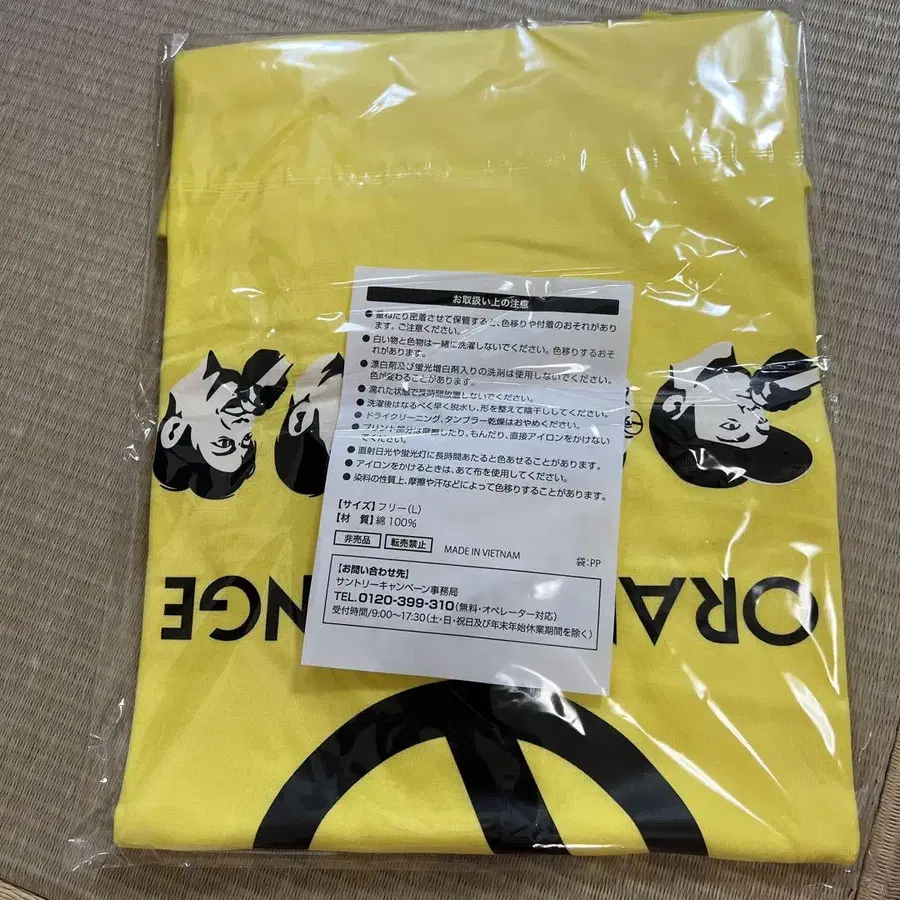 お取扱い上の注意
●重ねたり密着させて保管すると、色移りや付着のおそれがあり
ます。ご注意ください。
●白い物と色物は一緒に洗濯しないでください。色移りするおそ
れがあります。
●漂白剤及び蛍光増白剤入りの洗剤は使用しないでください。
色が変わることがあります。
●濡れた状態で長時間放置しないでください。
●洗濯後はなるべく早く脱水し、形を整えて陰干ししてください。
●ドライクリーニング、タンブラー乾燥はおやめください。
●プリント部分は摩擦したり、もんだり、直接アイロンをかけない
でください。
●直射日光や蛍光灯に長時間あたると色あせることがあります。
●アイロンをかけるときは、あて布を使用してください。
●染料の性質上、摩擦や汗などによって色移りすることがあります。
【サイズ】フリー(L)
【材 質】綿100%
非売品 転売禁止 MADE IN VIETNAM 袋:PP
【お問い合わせ先】
サントリーキャンペーン事務局
TEL.0120-399-310(無料・オペレーター対応)
受付時間/9:00〜17:30(土・日・祝日及び年末年始休業期間を除く)
ORA NGE